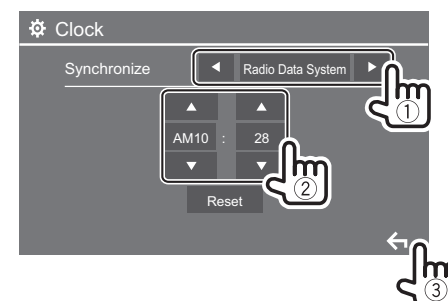 Clock
Synchronize ◄ Radio Data System ►
①
▲ ▲
AM10 : 28
▼ ▼
②
Reset
③